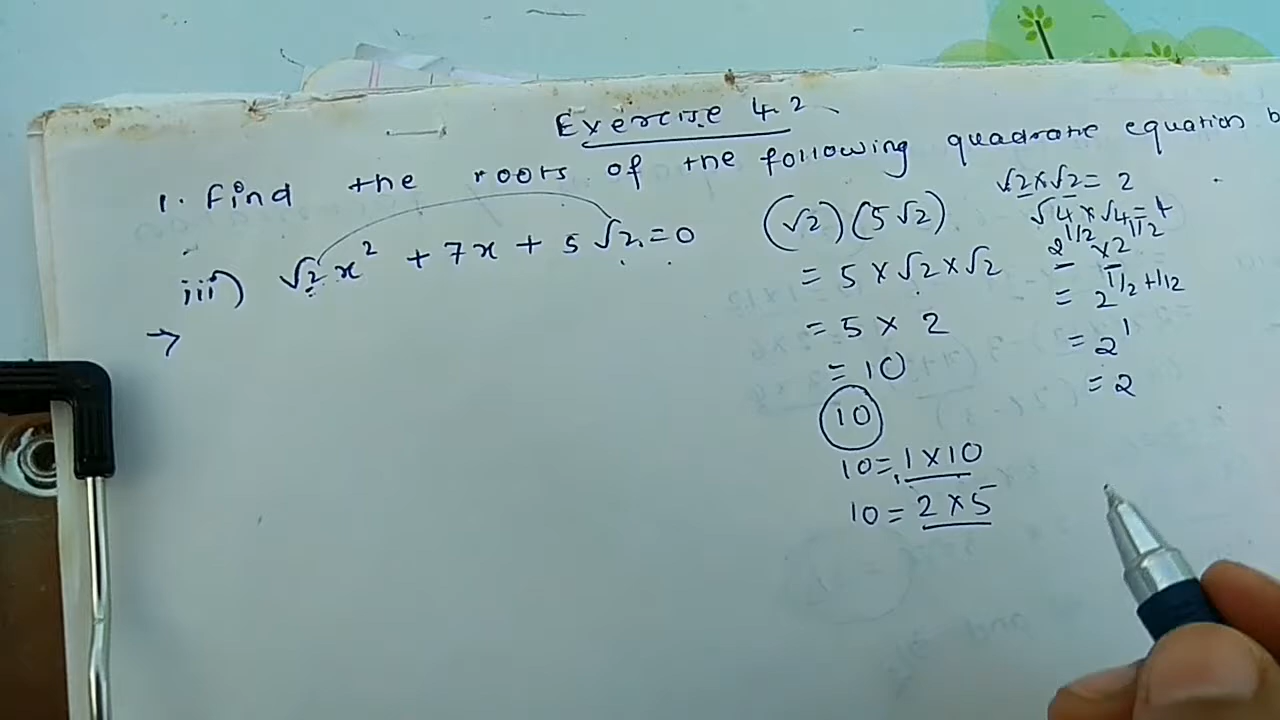 Exercise 4.2
1. Find the roots of the following quadratic equation b
iii) √2x² + 7x + 5√2 = 0
→
(√2)(5√2)
= 5 × √2 × √2
= 5 × 2
= 10
10
10 = 1 × 10
10 = 2 × 5
√2 × √2 = 2
√4 × √4 = 4
2^1/2 × 2^1/2
= 2^1/2 + 1/2
= 2^1
= 2